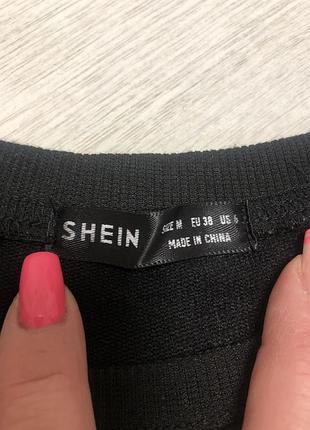 SHEIN
SIZE M EU 38 US 6
MADE IN CHINA